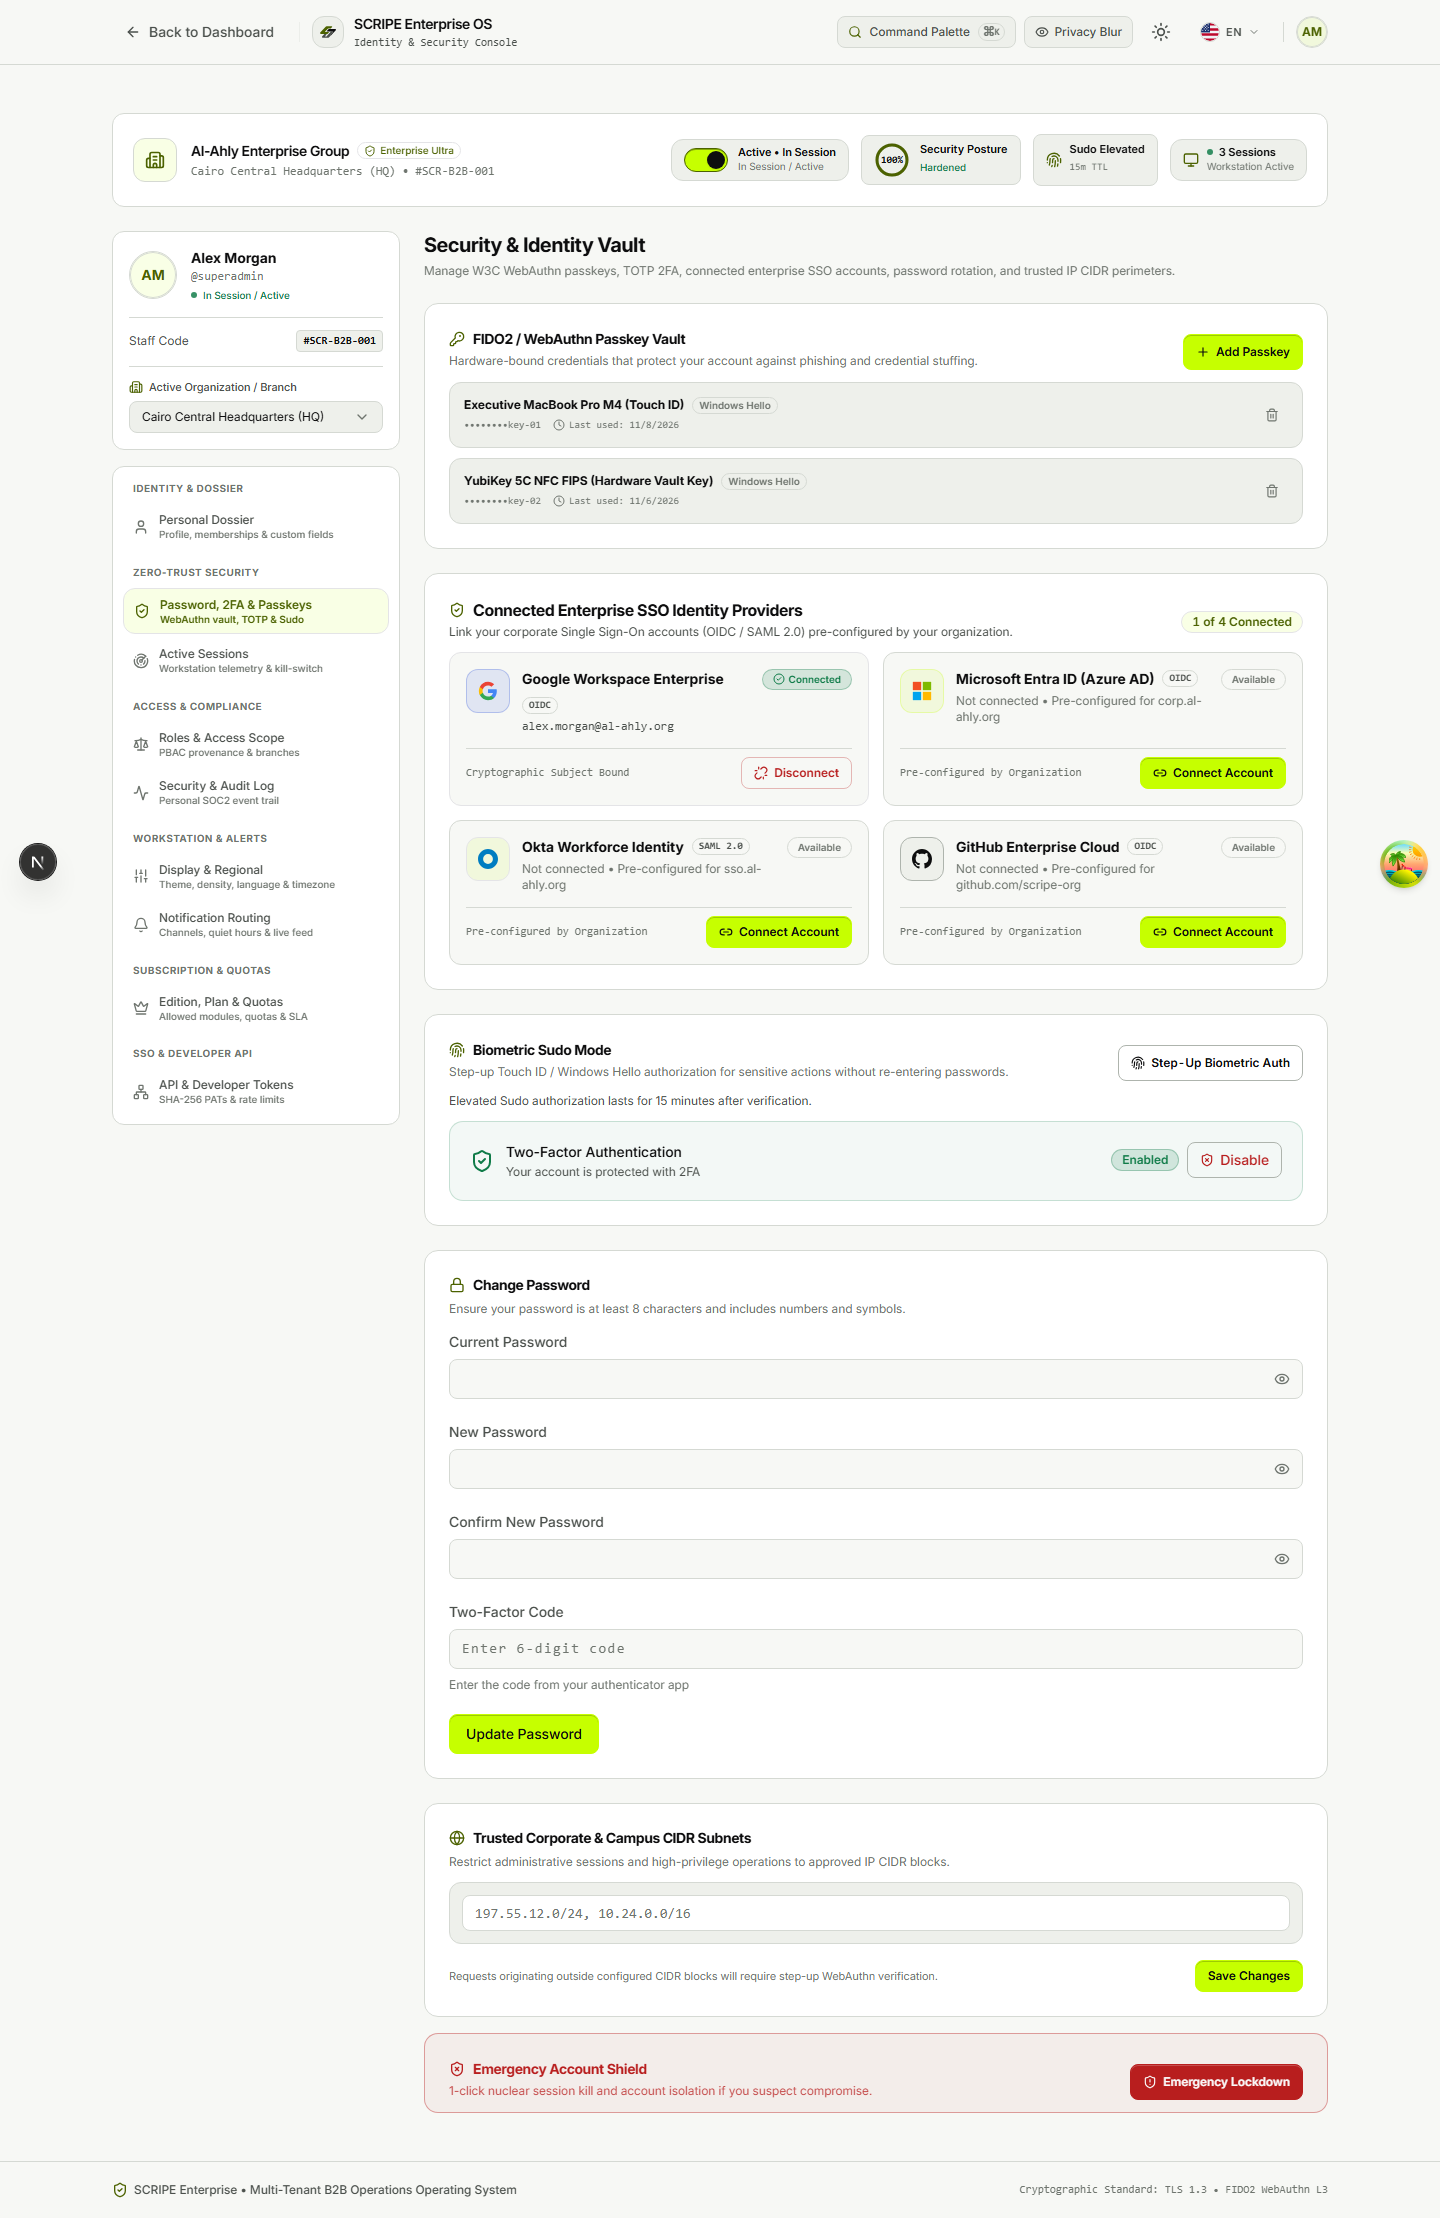 Back to Dashboard
SCRIPE Enterprise OS
Identity & Security Console
Command Palette ⌘K
Privacy Blur
EN
AM
Al-Ahly Enterprise Group
Enterprise Ultra
Cairo Central Headquarters (HQ) • #SCR-B2B-001
Active • In Session
In Session / Active
100%
Security Posture
Hardened
Sudo Elevated
15m TTL
3 Sessions
Workstation Active
AM
Alex Morgan
@superadmin
In Session / Active
Staff Code
#SCR-B2B-001
Active Organization / Branch
Cairo Central Headquarters (HQ)
IDENTITY & DOSSIER
Personal Dossier
Profile, memberships & custom fields
ZERO-TRUST SECURITY
Password, 2FA & Passkeys
WebAuthn vault, TOTP & Sudo
Active Sessions
Workstation telemetry & kill-switch
ACCESS & COMPLIANCE
Roles & Access Scope
PBAC provenance & branches
Security & Audit Log
Personal SOC2 event trail
WORKSTATION & ALERTS
Display & Regional
Theme, density, language & timezone
Notification Routing
Channels, quiet hours & live feed
SUBSCRIPTION & QUOTAS
Edition, Plan & Quotas
Allowed modules, quotas & SLA
SSO & DEVELOPER API
API & Developer Tokens
SHA-256 PATs & rate limits
Security & Identity Vault
Manage W3C WebAuthn passkeys, TOTP 2FA, connected enterprise SSO accounts, password rotation, and trusted IP CIDR perimeters.
FIDO2 / WebAuthn Passkey Vault
Hardware-bound credentials that protect your account against phishing and credential stuffing.
Add Passkey
Executive MacBook Pro M4 (Touch ID)
Windows Hello
••••••••key-01
Last used: 11/8/2026
YubiKey 5C NFC FIPS (Hardware Vault Key)
Windows Hello
••••••••key-02
Last used: 11/6/2026
Connected Enterprise SSO Identity Providers
Link your corporate Single Sign-On accounts (OIDC / SAML 2.0) pre-configured by your organization.
1 of 4 Connected
Google Workspace Enterprise
Connected
OIDC
alex.morgan@al-ahly.org
Cryptographic Subject Bound
Disconnect
Microsoft Entra ID (Azure AD)
OIDC
Available
Not connected • Pre-configured for corp.al-
ahly.org
Pre-configured by Organization
Connect Account
Okta Workforce Identity
SAML 2.0
Available
Not connected • Pre-configured for sso.al-
ahly.org
Pre-configured by Organization
Connect Account
GitHub Enterprise Cloud
OIDC
Available
Not connected • Pre-configured for
github.com/scripe-org
Pre-configured by Organization
Connect Account
Biometric Sudo Mode
Step-up Touch ID / Windows Hello authorization for sensitive actions without re-entering passwords.
Step-Up Biometric Auth
Elevated Sudo authorization lasts for 15 minutes after verification.
Two-Factor Authentication
Your account is protected with 2FA
Enabled
Disable
Change Password
Ensure your password is at least 8 characters and includes numbers and symbols.
Current Password
New Password
Confirm New Password
Two-Factor Code
Enter 6-digit code
Enter the code from your authenticator app
Update Password
Trusted Corporate & Campus CIDR Subnets
Restrict administrative sessions and high-privilege operations to approved IP CIDR blocks.
197.55.12.0/24, 10.24.0.0/16
Requests originating outside configured CIDR blocks will require step-up WebAuthn verification.
Save Changes
Emergency Account Shield
1-click nuclear session kill and account isolation if you suspect compromise.
Emergency Lockdown
SCRIPE Enterprise • Multi-Tenant B2B Operations Operating System
Cryptographic Standard: TLS 1.3 • FIDO2 WebAuthn L3
N